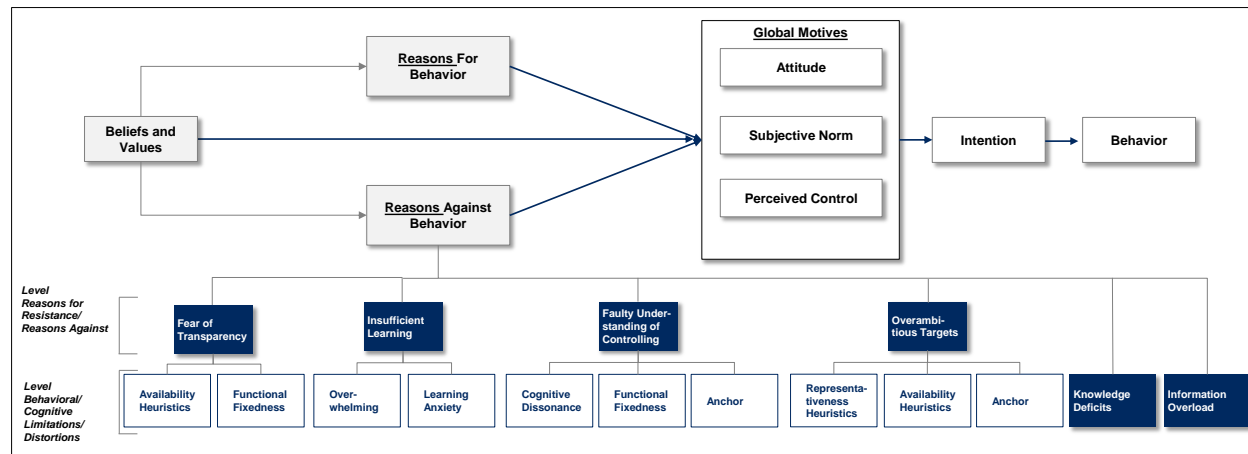 Global Motives
Reasons For
Behavior
Attitude
Beliefs and
Values
Subjective Norm
Intention
Behavior
Reasons Against
Behavior
Perceived Control
Level
Reasons for
Resistance/
Reasons Against
Fear of
Transparency
Insufficient
Learning
Faulty Under-
standing of
Controlling
Overambi-
tious Targets
Level
Behavioral/
Cognitive
Limitations/
Distortions
Availability
Heuristics
Functional
Fixedness
Over-
whelming
Learning
Anxiety
Cognitive
Dissonance
Functional
Fixedness
Anchor
Representa-
tiveness
Heuristics
Availability
Heuristics
Anchor
Knowledge
Deficits
Information
Overload